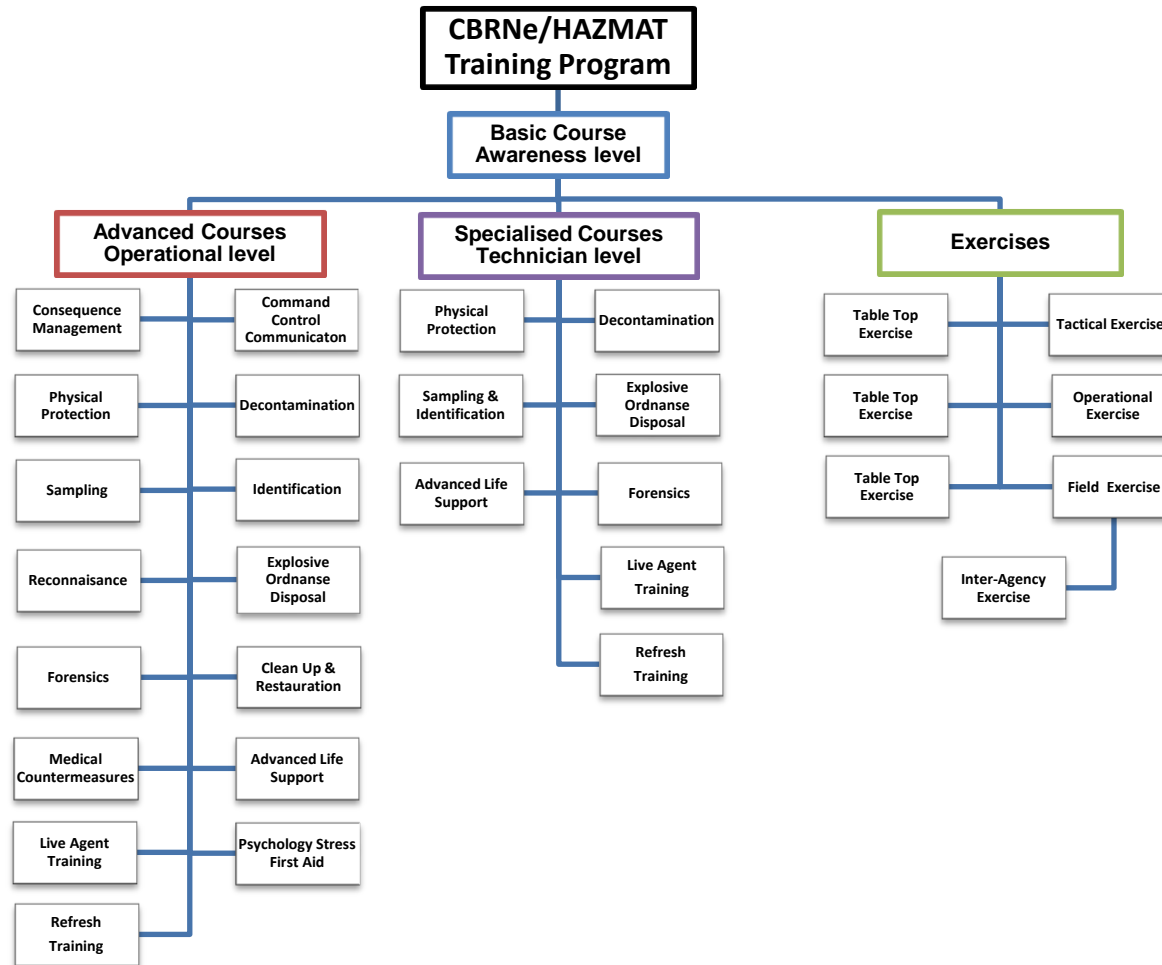 CBRNe/HAZMAT
Training Program
Basic Course
Awareness level
Advanced Courses
Operational level
Consequence
Management
Command
Control
Communicaton
Physical
Protection
Decontamination
Sampling
Identification
Reconnaisance
Explosive
Ordnanse
Disposal
Forensics
Clean Up &
Restauration
Medical
Countermeasures
Advanced Life
Support
Live Agent
Training
Psychology Stress
First Aid
Refresh
Training
Specialised Courses
Technician level
Physical
Protection
Decontamination
Sampling &
Identification
Explosive
Ordnanse
Disposal
Advanced Life
Support
Forensics
Live Agent
Training
Refresh
Training
Exercises
Table Top
Exercise
Tactical Exercise
Table Top
Exercise
Operational
Exercise
Table Top
Exercise
Field Exercise
Inter-Agency
Exercise